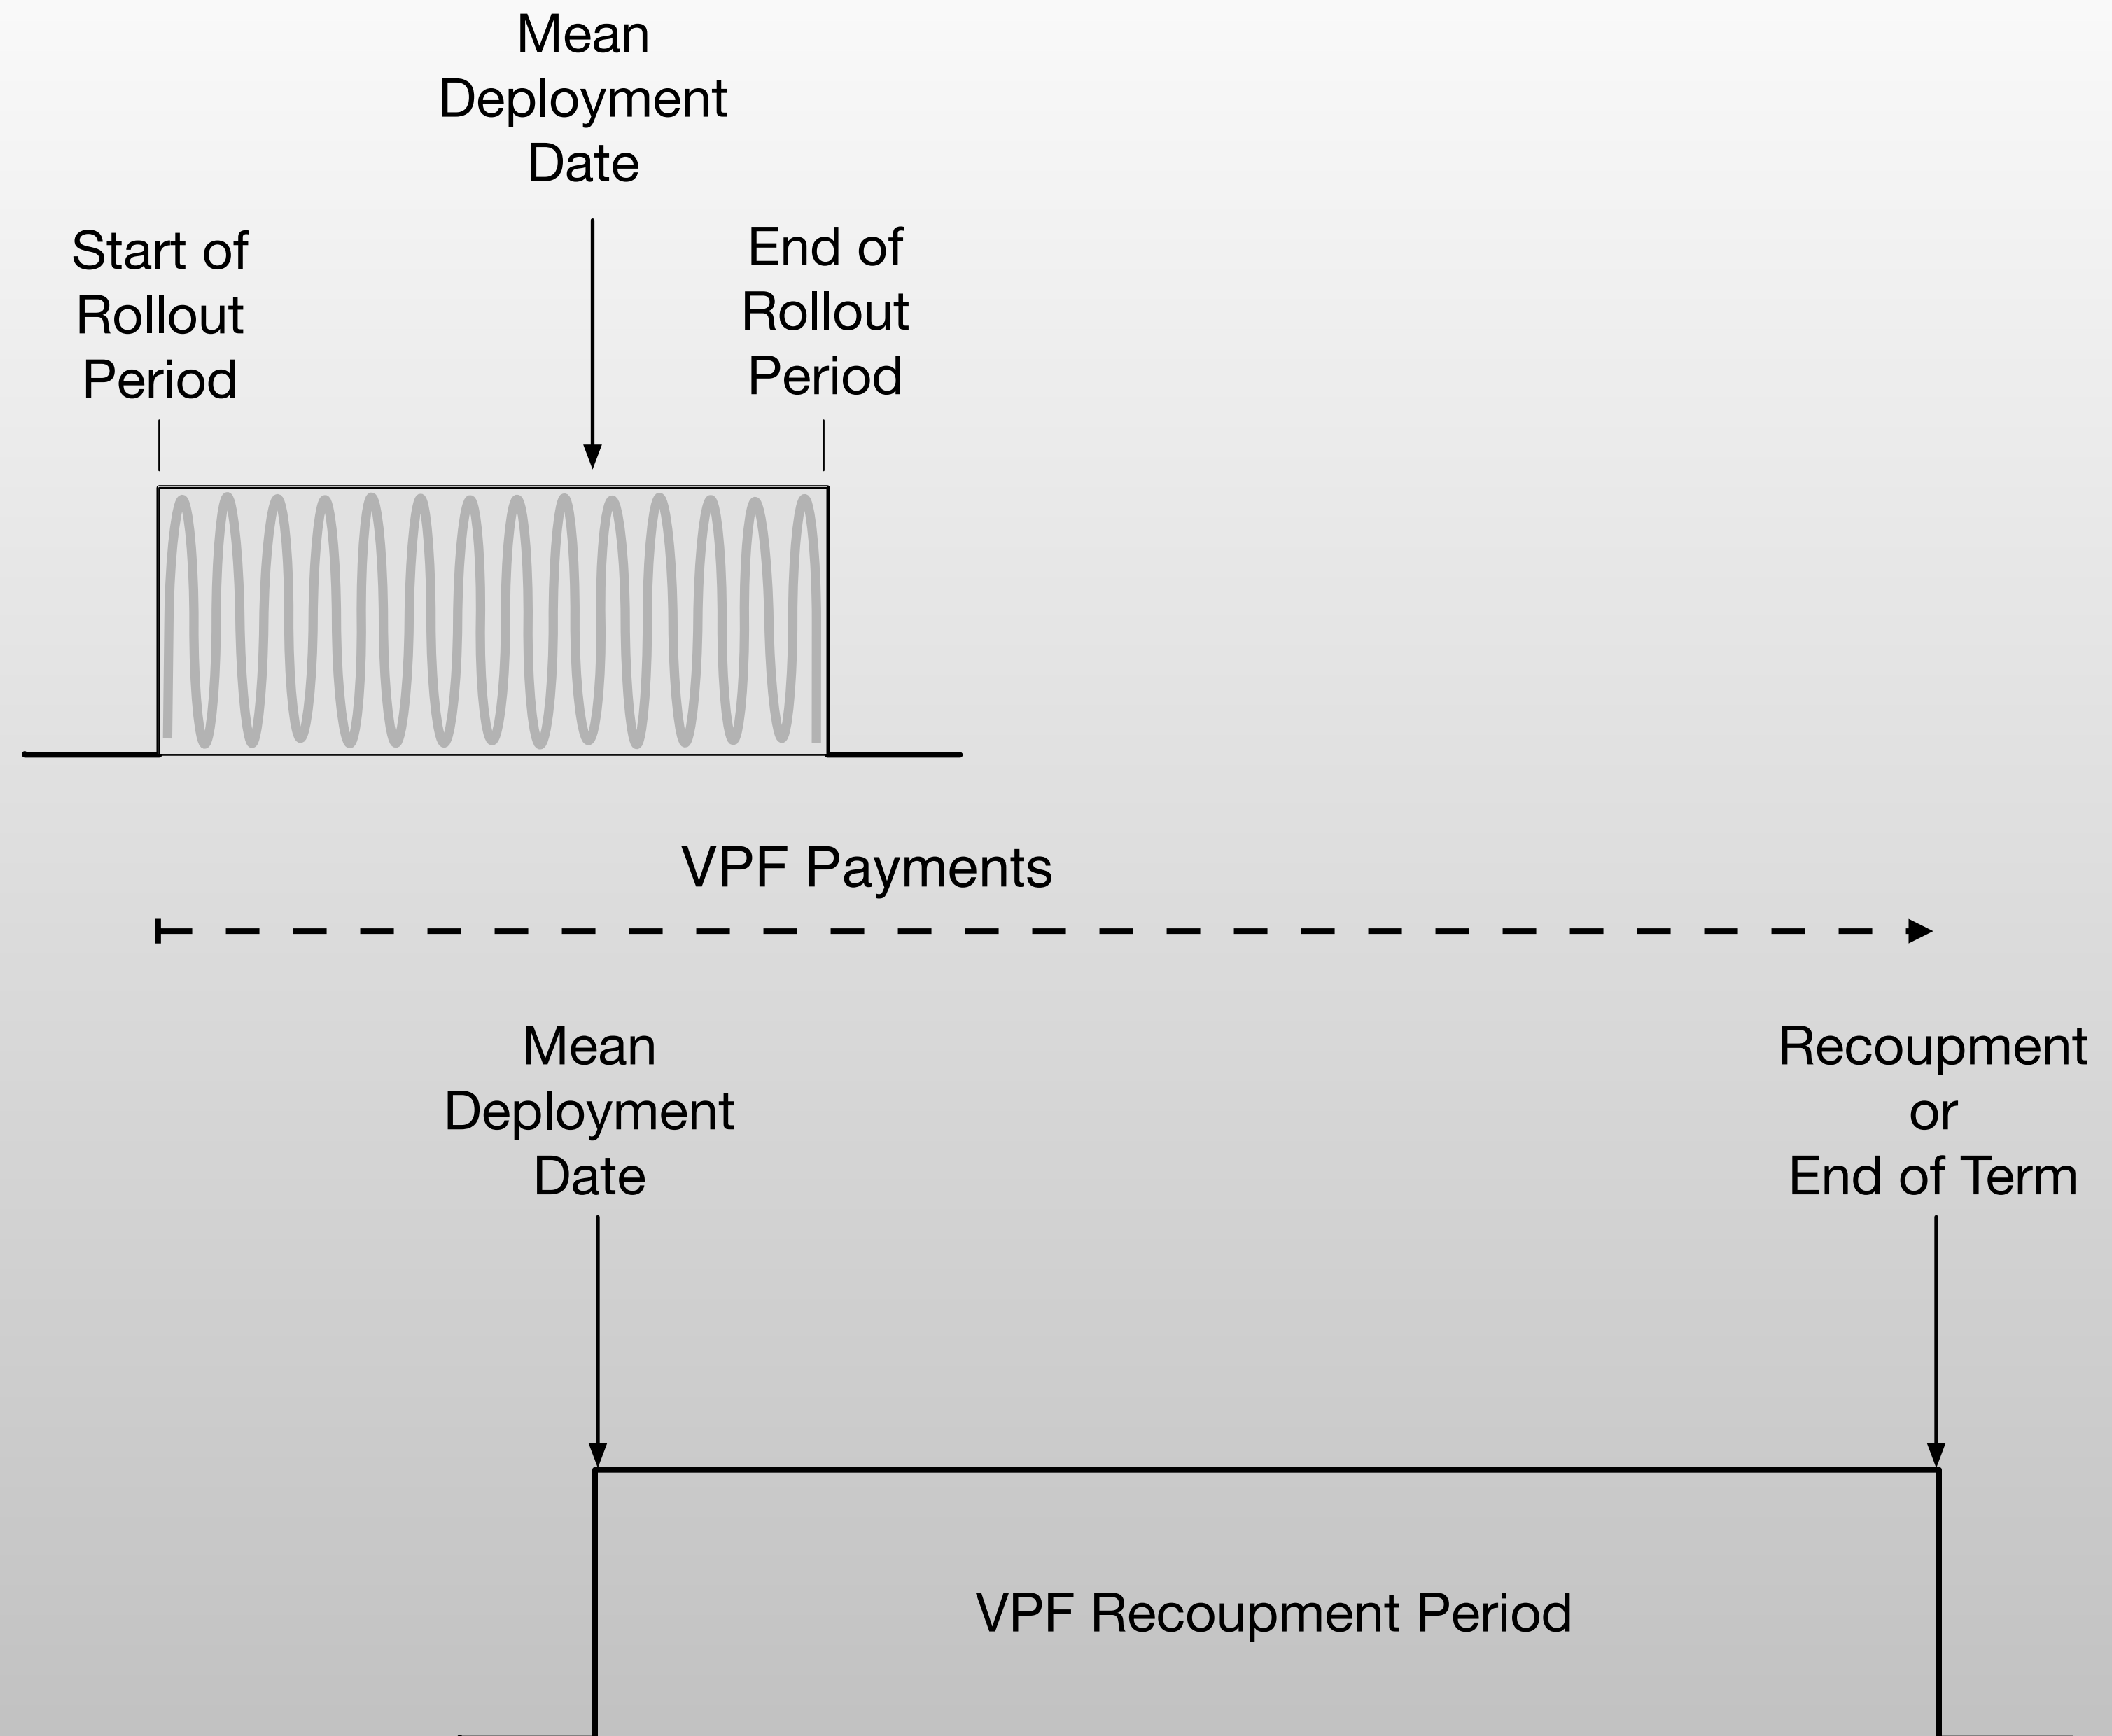 Mean
Deployment
Date
Start of
Rollout
Period
End of
Rollout
Period
VPF Payments
Mean
Deployment
Date
Recoupment
or
End of Term
VPF Recoupment Period